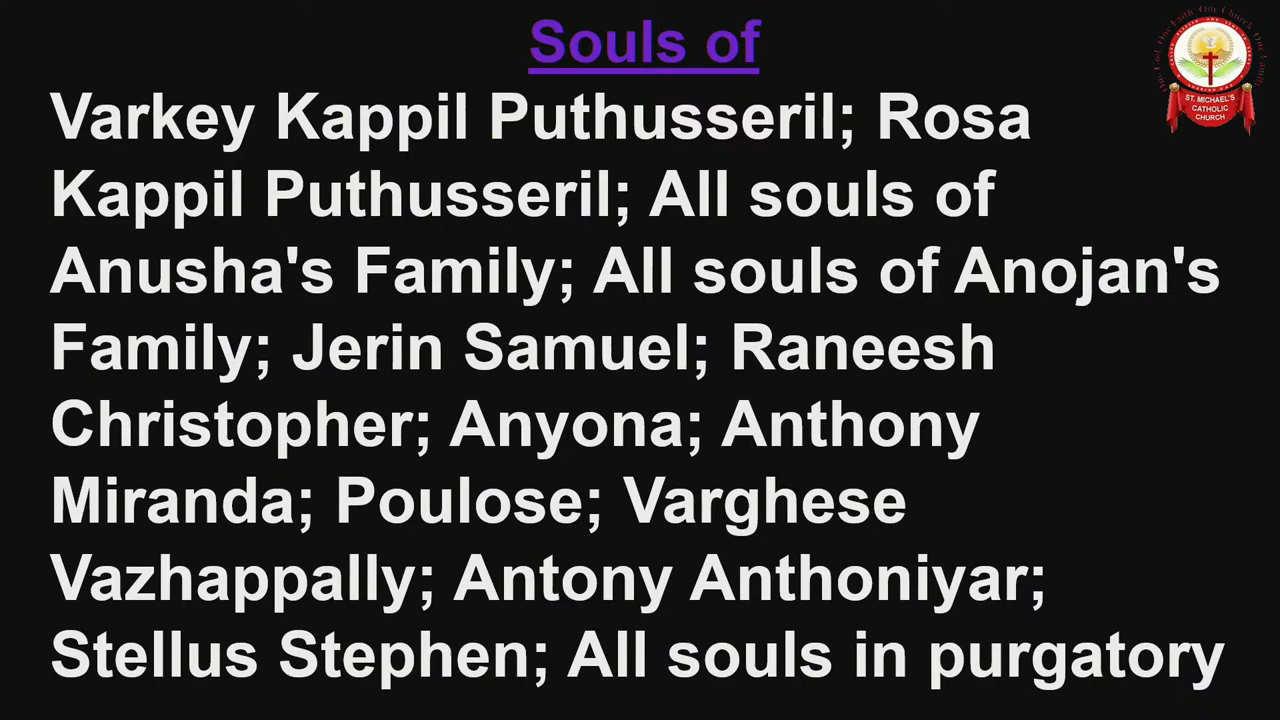 Souls of
Varkey Kappil Puthusseril; Rosa
Kappil Puthusseril; All souls of
Anusha's Family; All souls of Anojan's
Family; Jerin Samuel; Raneesh
Christopher; Anyona; Anthony
Miranda; Poulose; Varghese
Vazhappally; Antony Anthoniyar;
Stellus Stephen; All souls in purgatory
ST. MICHAEL'S
CATHOLIC
CHURCH